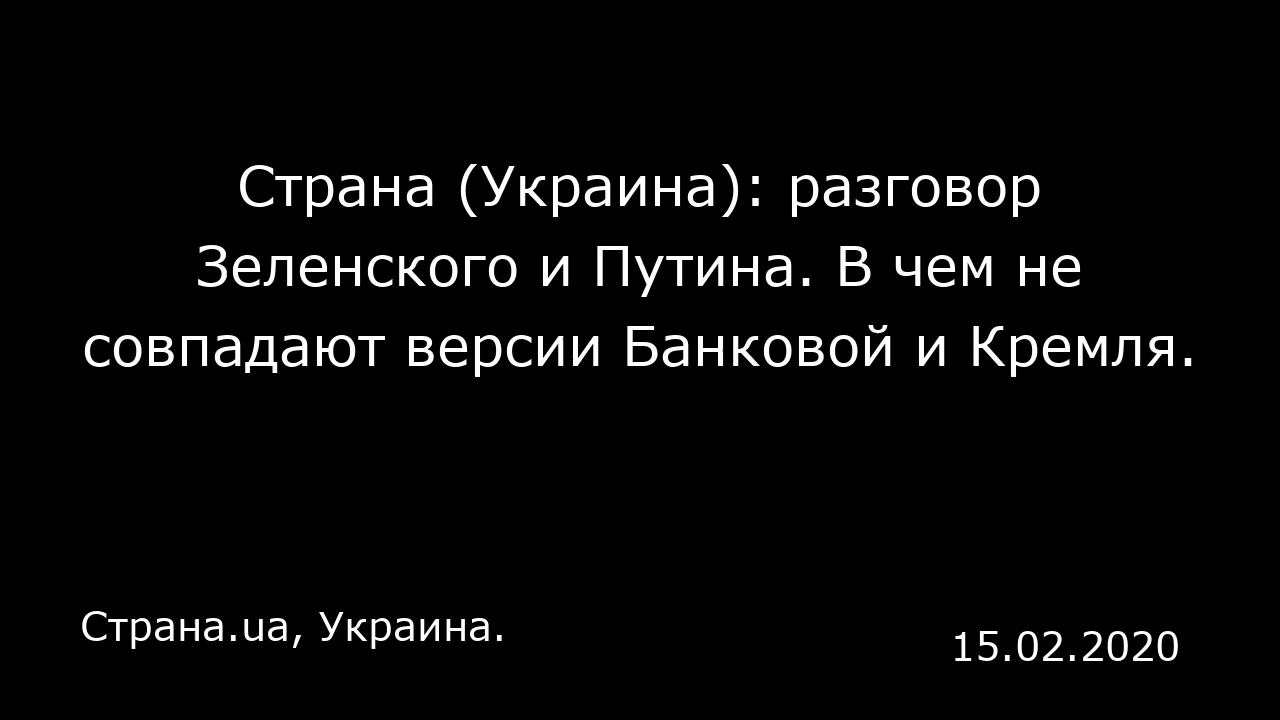 Страна (Украина): разговор
Зеленского и Путина. В чем не
совпадают версии Банковой и Кремля.
Страна.ua, Украина.
15.02.2020